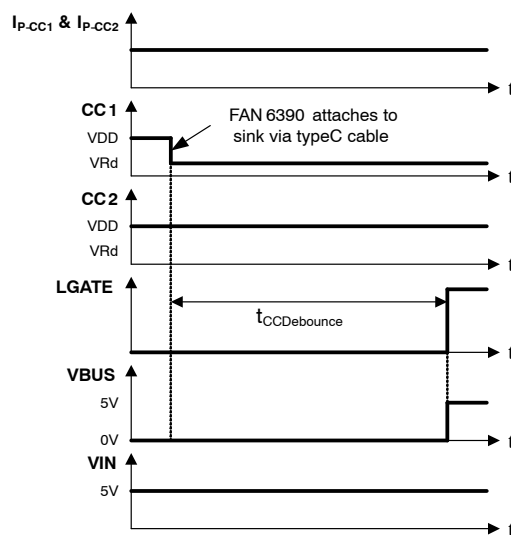 IP-CC1 & IP-CC2
t
CC1
FAN 6390 attaches to
sink via typeC cable
VDD
VRd
t
CC2
VDD
VRd
t
LGATE
tCCDebounce
t
VBUS
5V
0V
t
VIN
5V
t